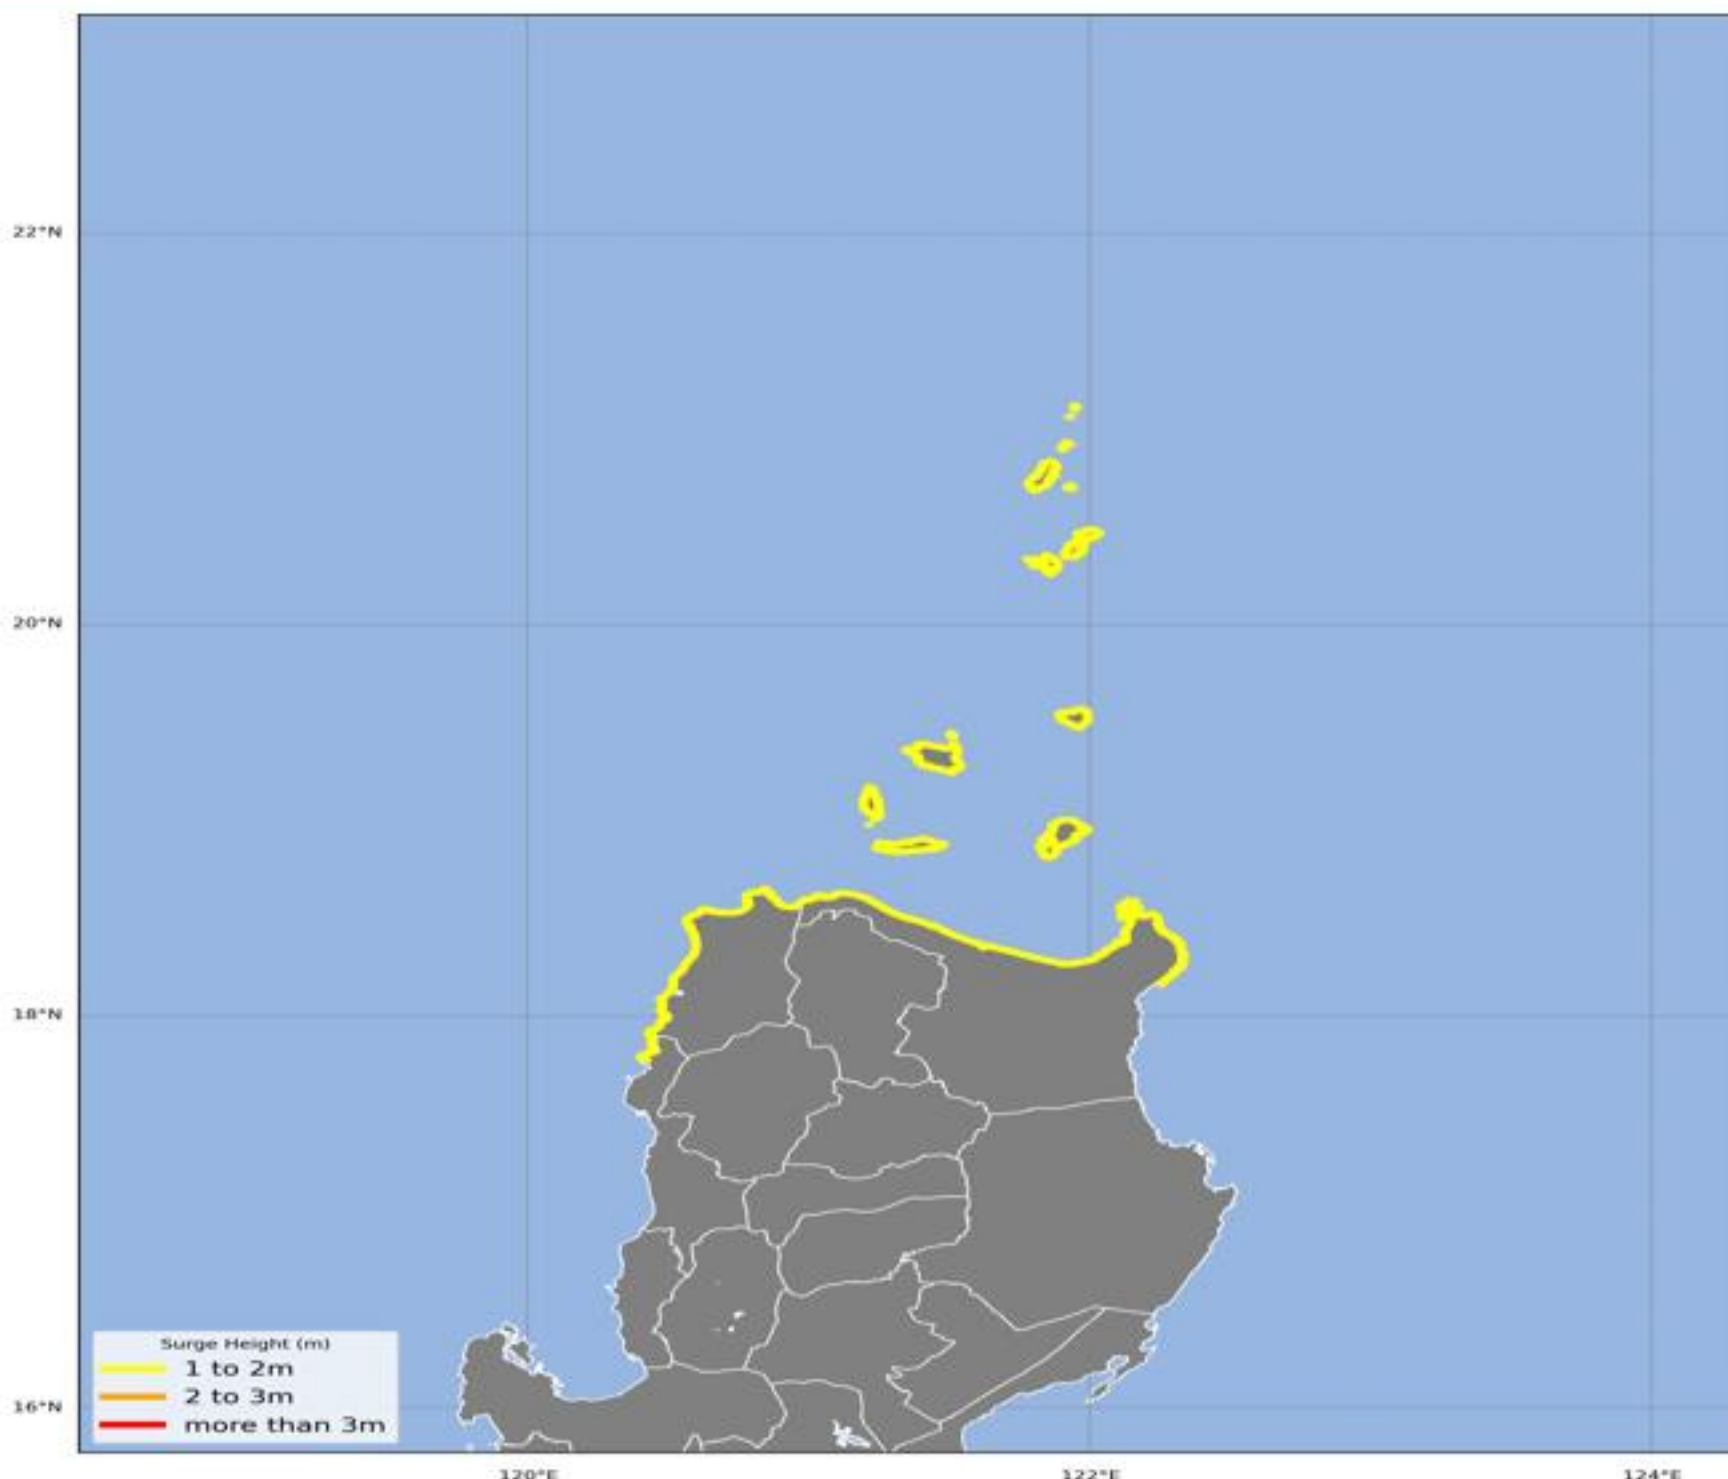 22°N
20°N
18°N
16°N
Surge Height (m)
1 to 2m
2 to 3m
more than 3m
120°E
122°E
124°E